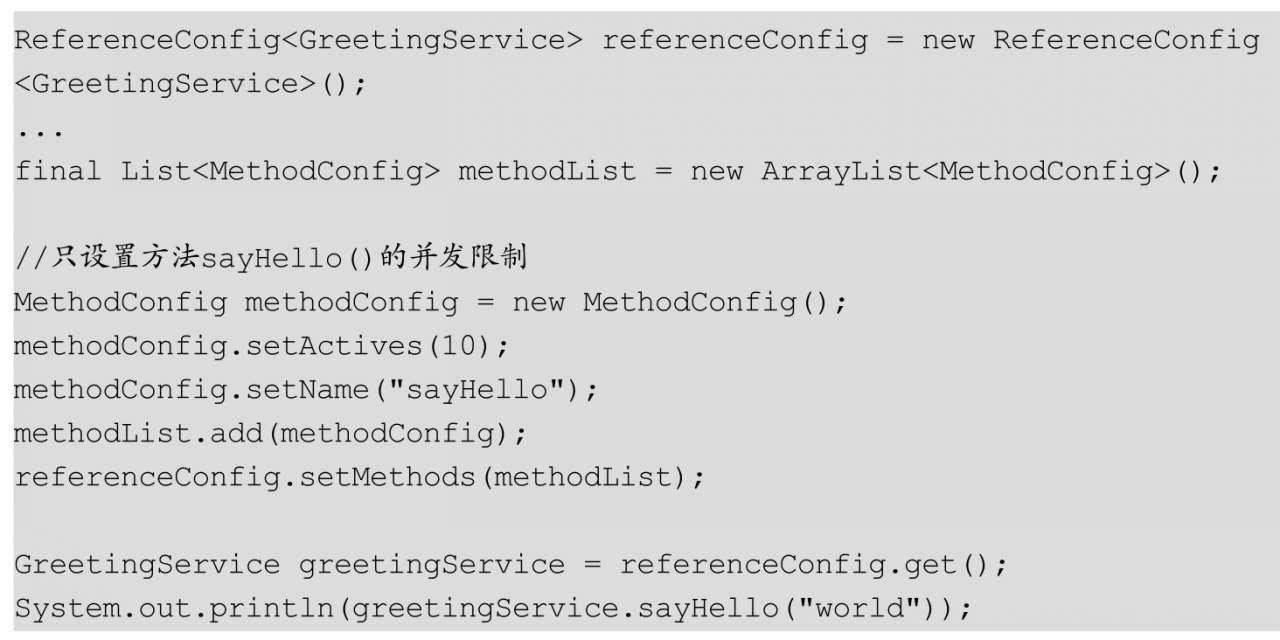 ReferenceConfig<GreetingService> referenceConfig = new ReferenceConfig
<GreetingService>();
...
final List<MethodConfig> methodList = new ArrayList<MethodConfig>();
//只设置方法sayHello()的并发限制
MethodConfig methodConfig = new MethodConfig();
methodConfig.setActives(10);
methodConfig.setName("sayHello");
methodList.add(methodConfig);
referenceConfig.setMethods(methodList);
GreetingService greetingService = referenceConfig.get();
System.out.println(greetingService.sayHello("world"));